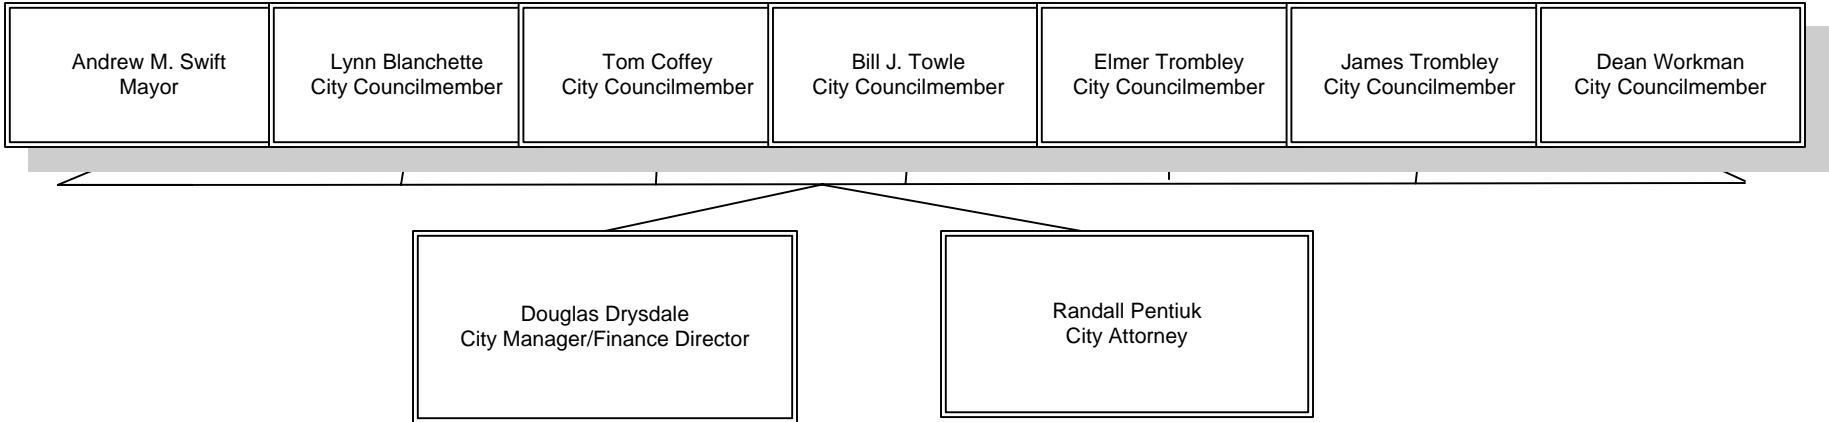 Andrew M. Swift
Mayor
Lynn Blanchette
City Councilmember
Tom Coffey
City Councilmember
Bill J. Towle
City Councilmember
Elmer Trombley
City Councilmember
James Trombley
City Councilmember
Dean Workman
City Councilmember
Douglas Drysdale
City Manager/Finance Director
Randall Pentiuk
City Attorney